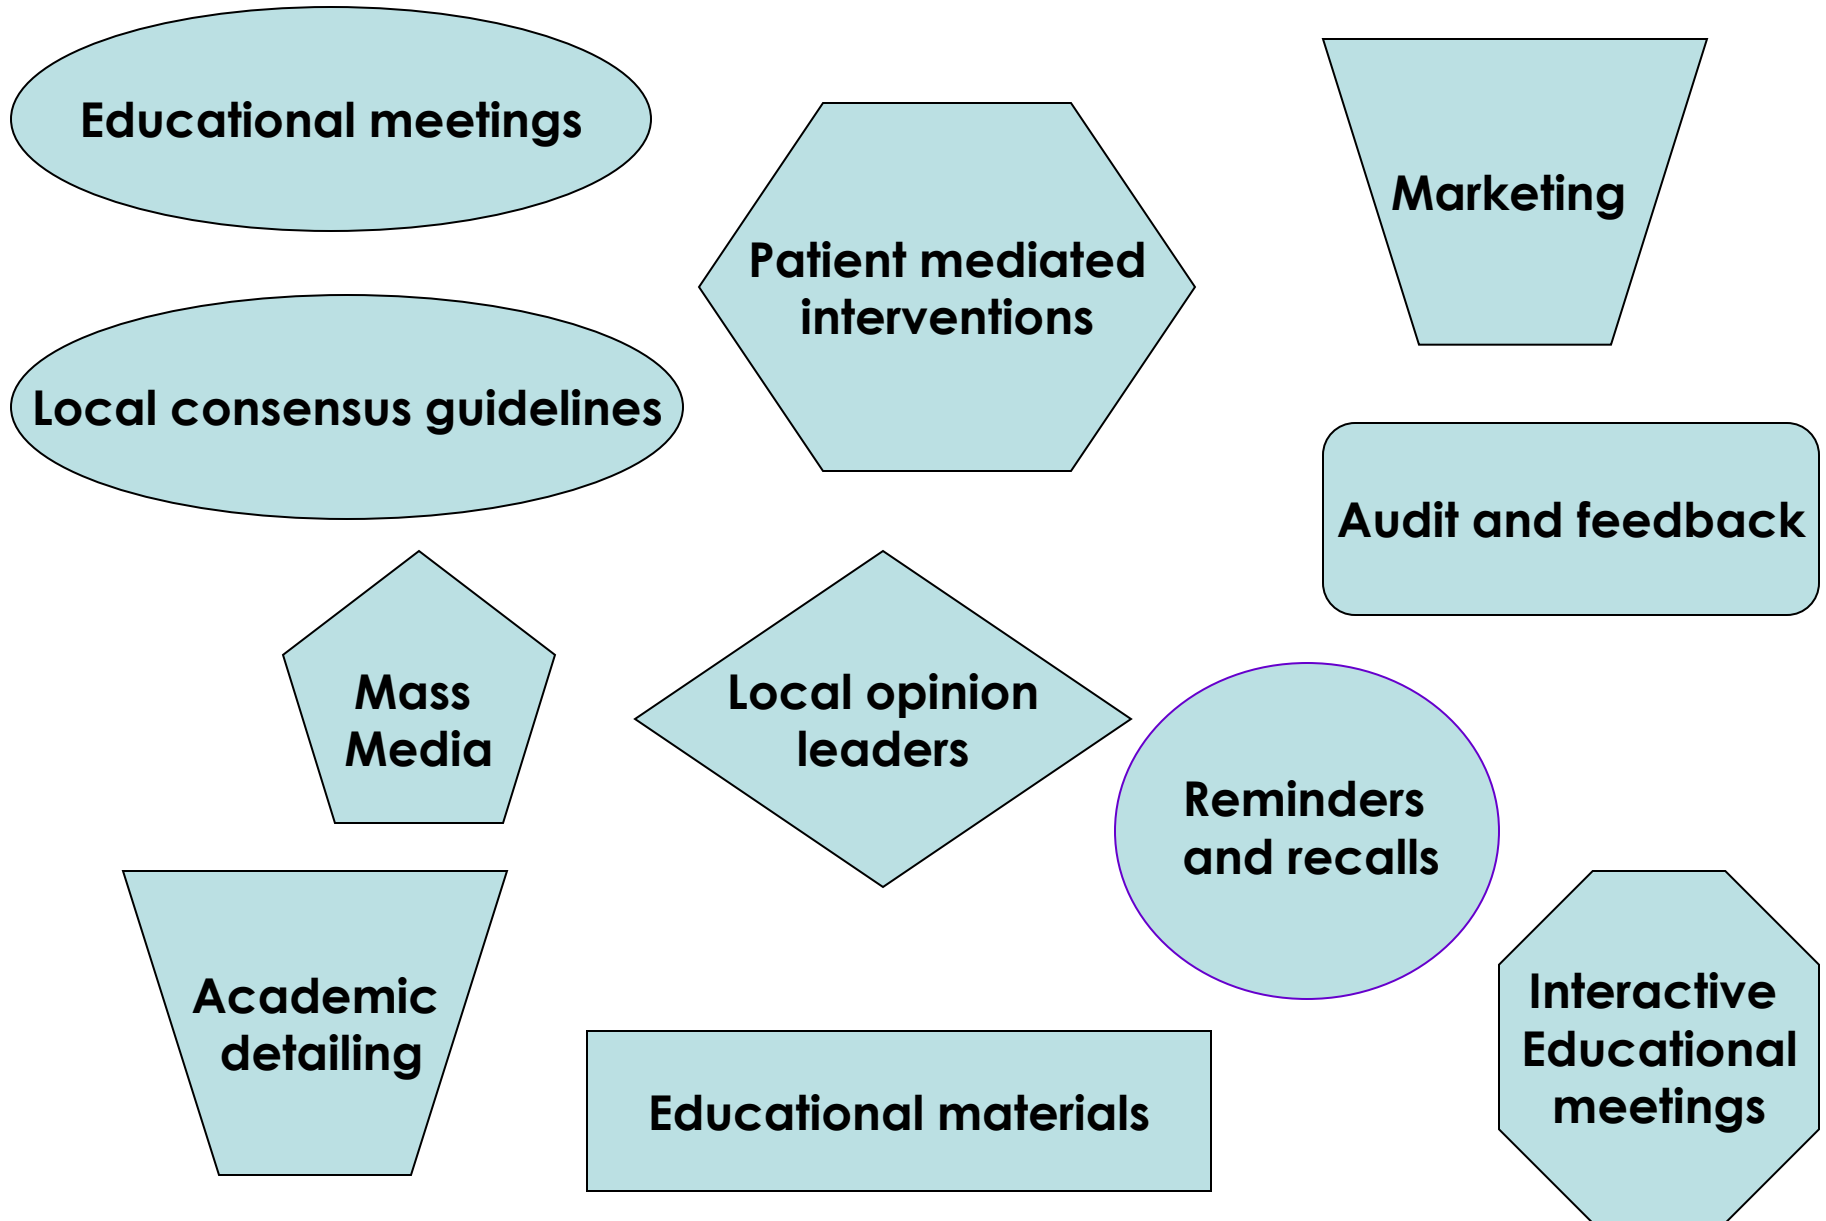 Educational meetings
Marketing
Patient mediated
interventions
Local consensus guidelines
Audit and feedback
Mass
Media
Local opinion
leaders
Reminders
and recalls
Academic
detailing
Interactive
Educational
meetings
Educational materials